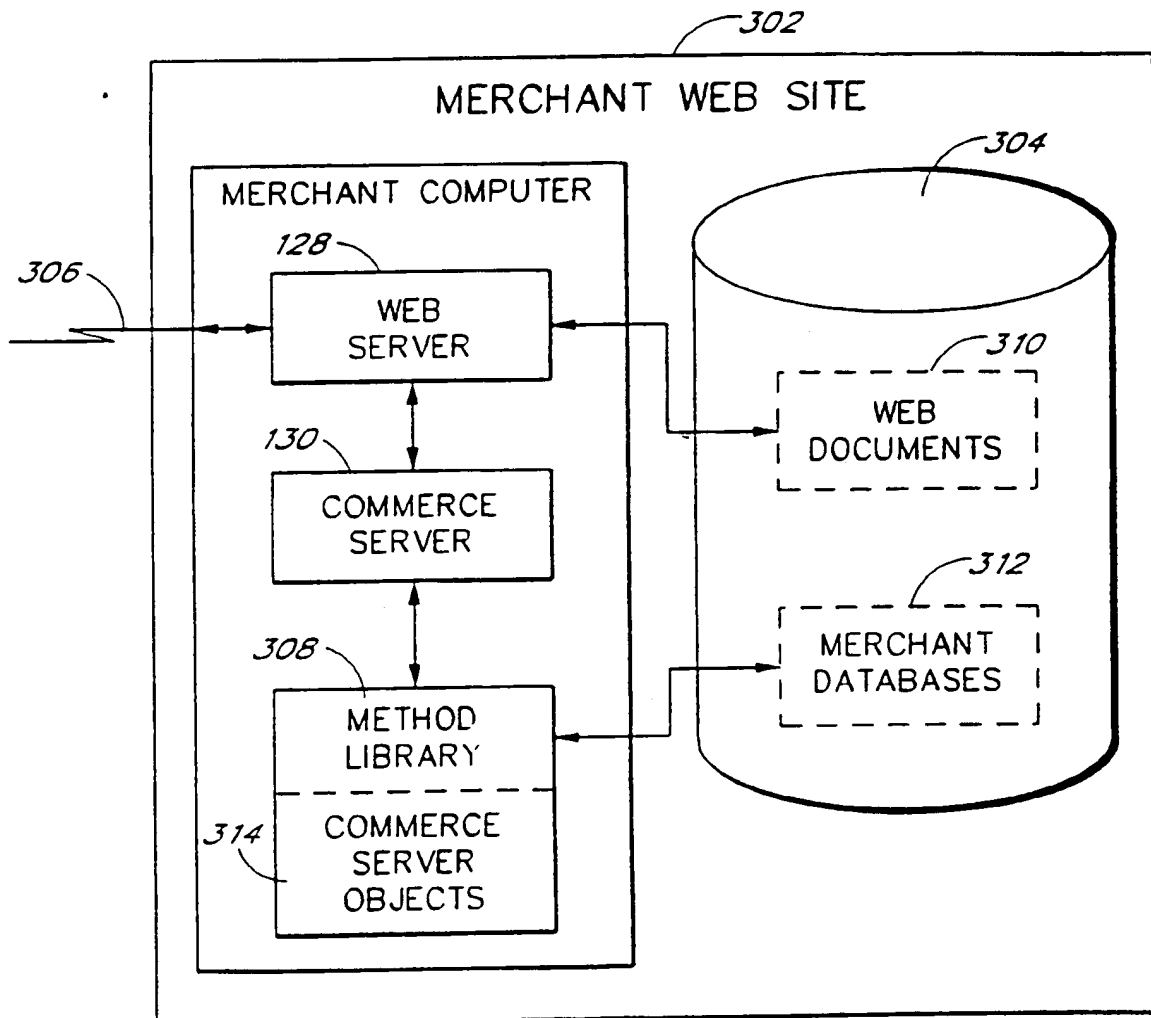 302
MERCHANT WEB SITE
304
MERCHANT COMPUTER
128
306
WEB
SERVER
310
WEB
DOCUMENTS
130
COMMERCE
SERVER
312
MERCHANT
DATABASES
308
METHOD
LIBRARY
314
COMMERCE
SERVER
OBJECTS